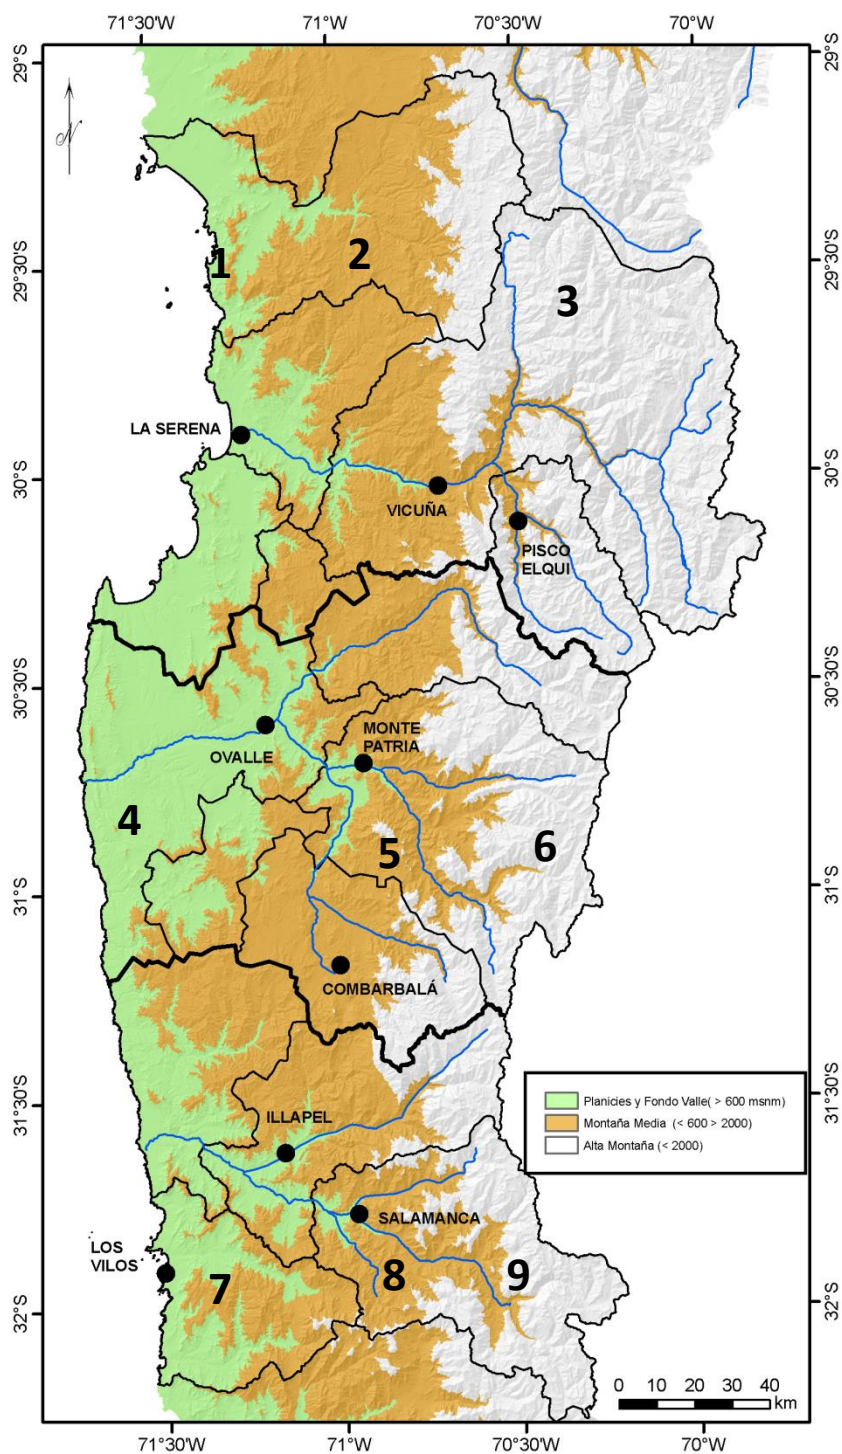 71°30'W 71°W 70°30'W 70°W
29°S 29°S
N
1 2
3
29°30'S 29°30'S
LA SERENA
30°S 30°S
VICUÑA
PISCO
ELQUI
30°30'S 30°30'S
OVALLE
MONTE
PATRIA
4 5 6
31°S 31°S
COMBARBALÁ
31°30'S 31°30'S
Planicies y Fondo Valle( > 600 msnm)
Montaña Media (< 600 > 2000)
Alta Montaña (< 2000)
ILLAPEL
SALAMANCA
LOS
VILOS
7 8 9
32°S 32°S
0 10 20 30 40
km
71°30'W 71°W 70°30'W 70°W